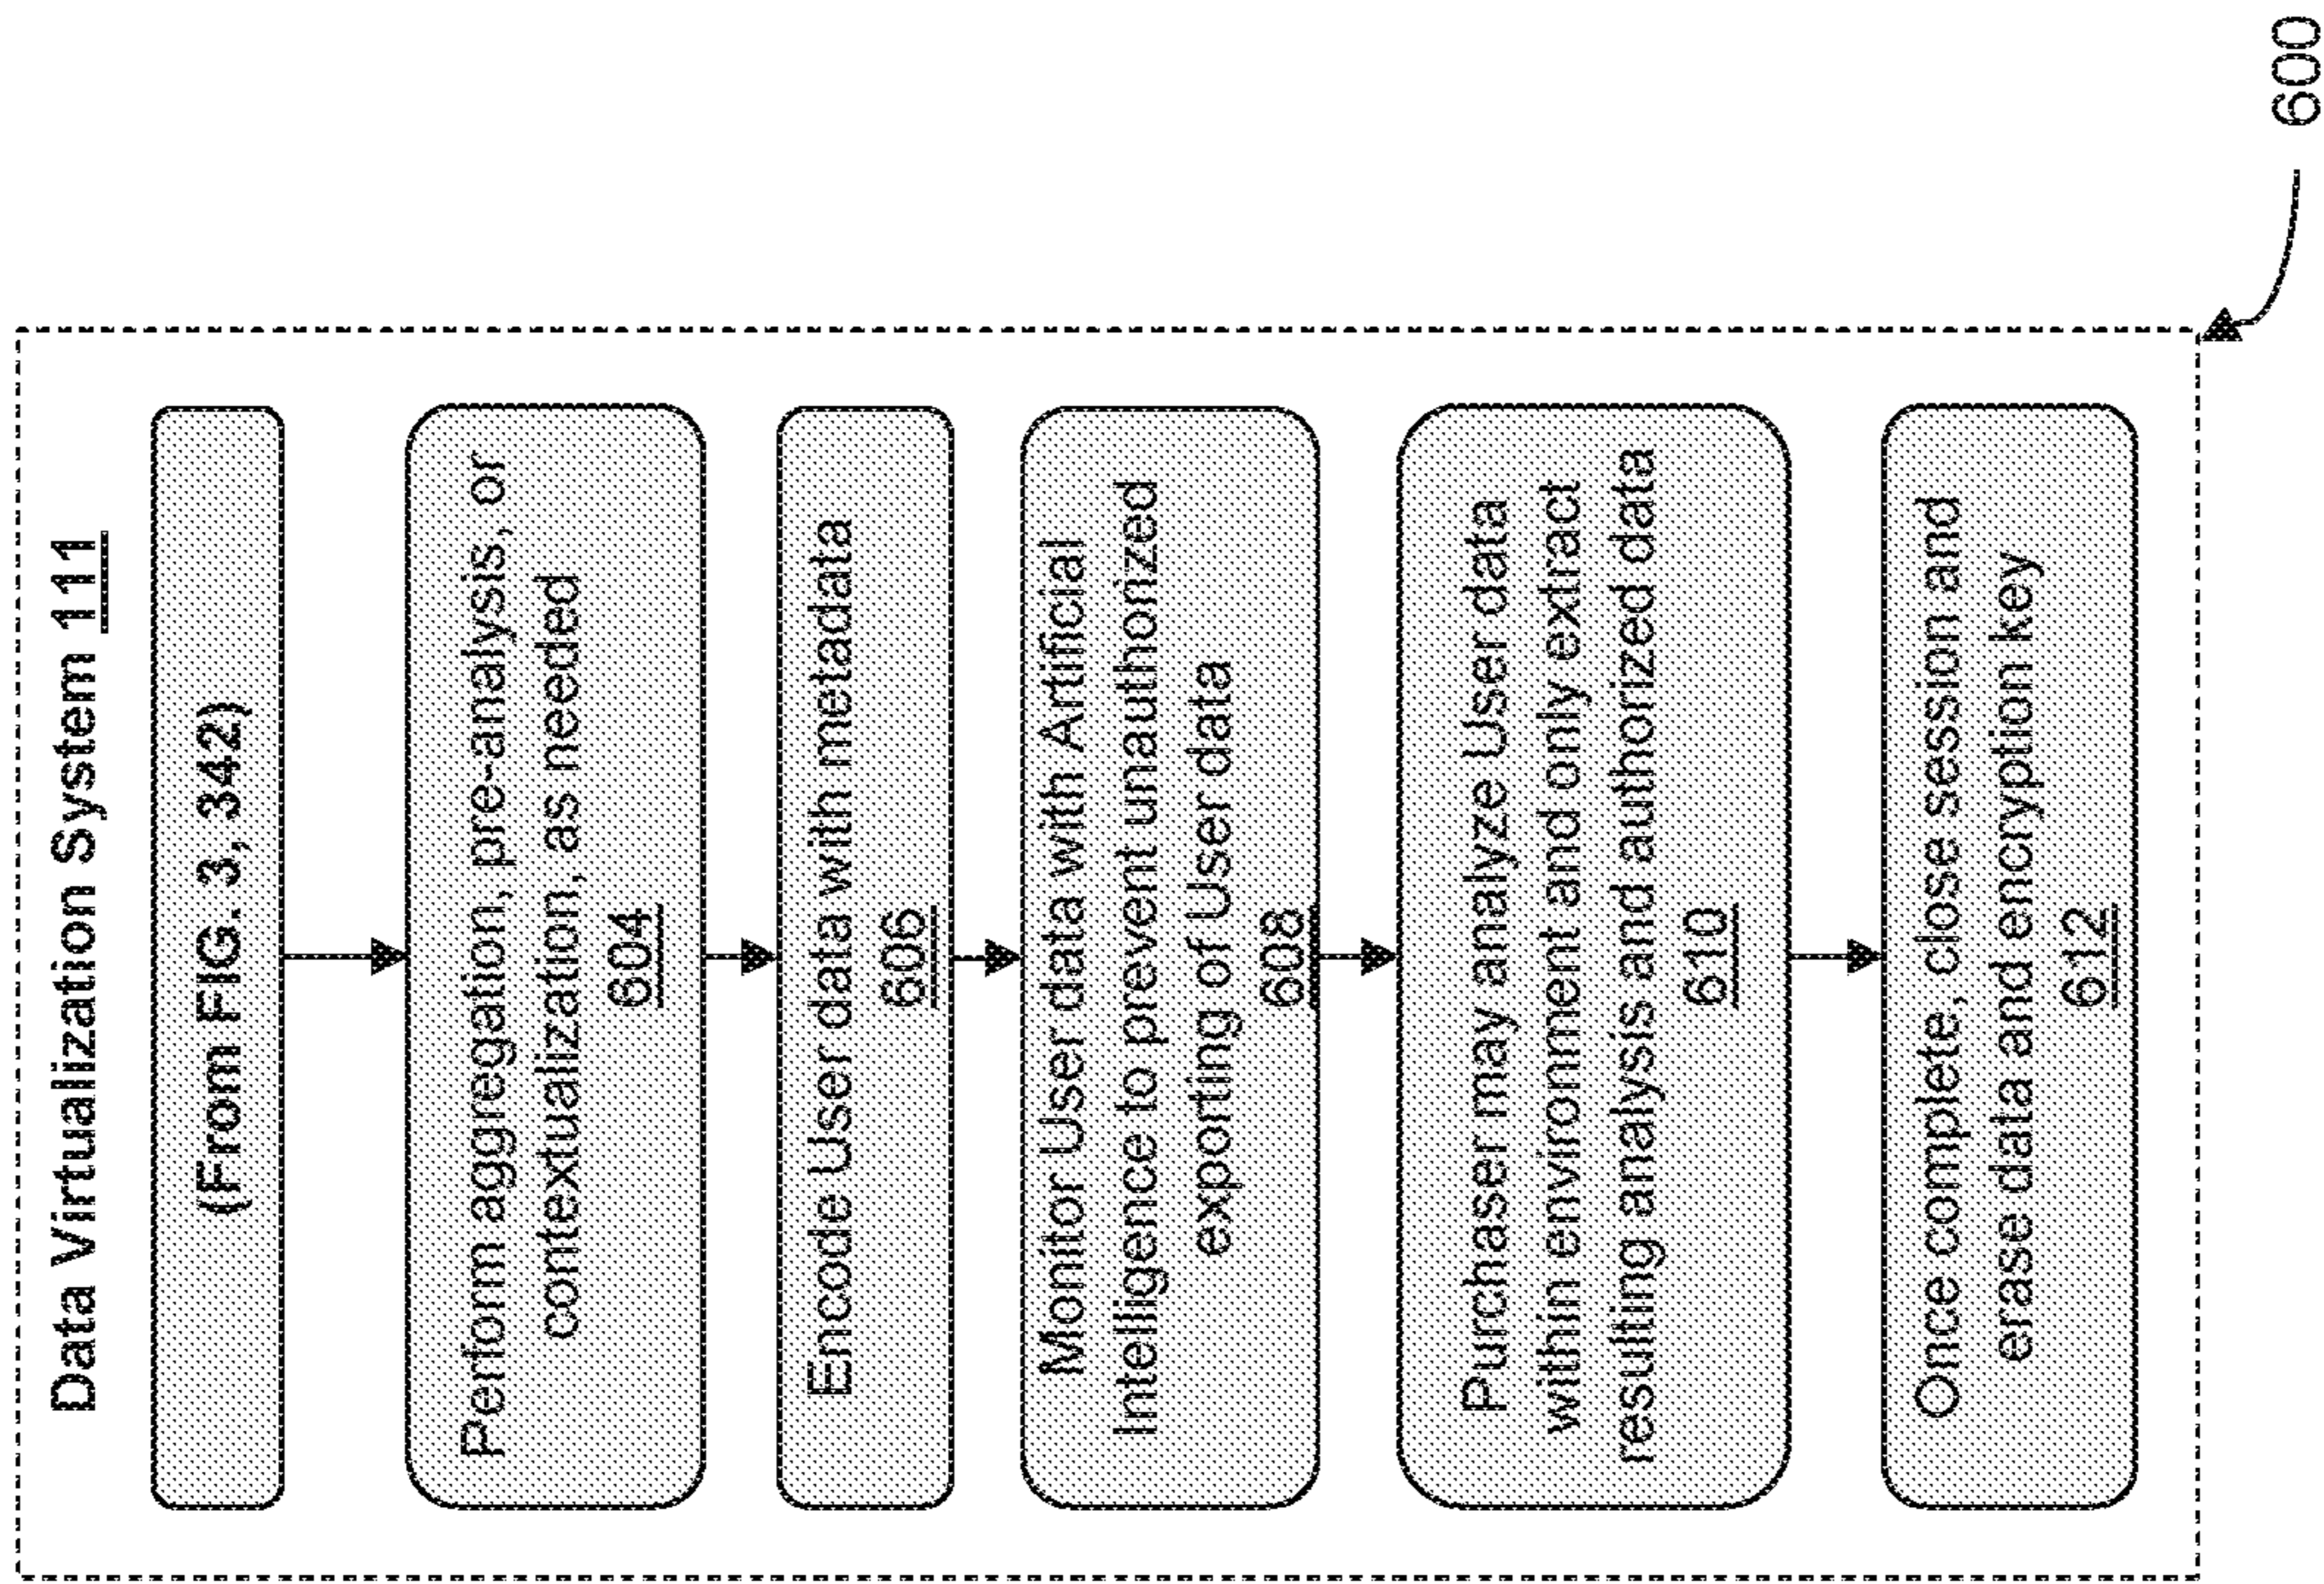 Data Virtualization System 111
(From FIG. 3, 342)
Perform aggregation, pre-analysis, or
contextualization, as needed
604
Encode User data with metadata
606
Monitor User data with Artificial
Intelligence to prevent unauthorized
exporting of User data
608
Purchaser may analyze User data
within environment and only extract
resulting analysis and authorized data
610
Once complete, close session and
erase data and encryption key
612
600